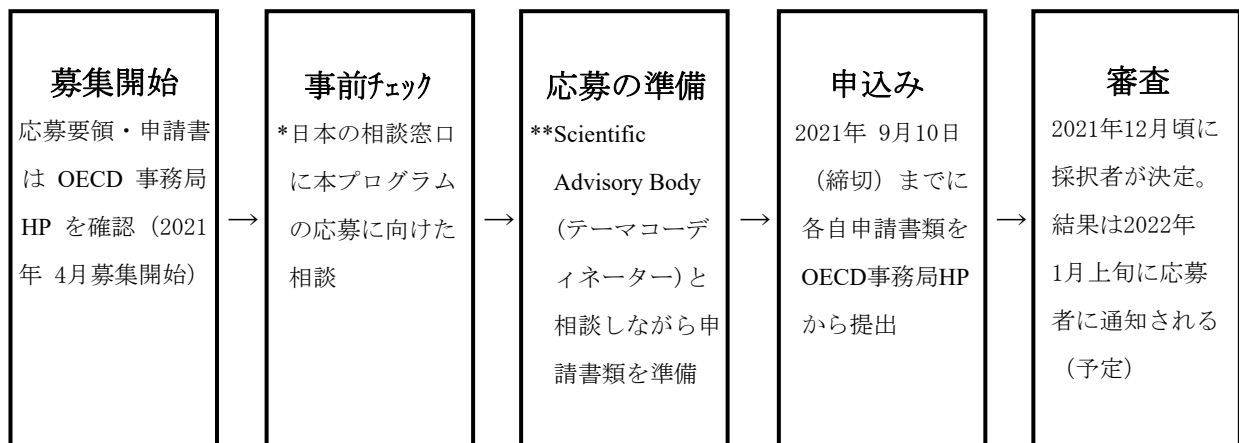 募集開始
応募要領・申請書
は OECD 事務局
HP を確認（2021
年 4月募集開始）
→
事前チェック
*日本の相談窓口
に本プログラム
の応募に向けた
相談
→
応募の準備
**Scientific
Advisory Body
（テーマコーデ
ィネーター）と
相談しながら申
請書類を準備
→
申込み
2021年 9月10日
（締切）までに
各自申請書類を
OECD事務局HP
から提出
→
審査
2021年12月頃に
採択者が決定。
結果は2022年
1月上旬に応募
者に通知される
（予定）